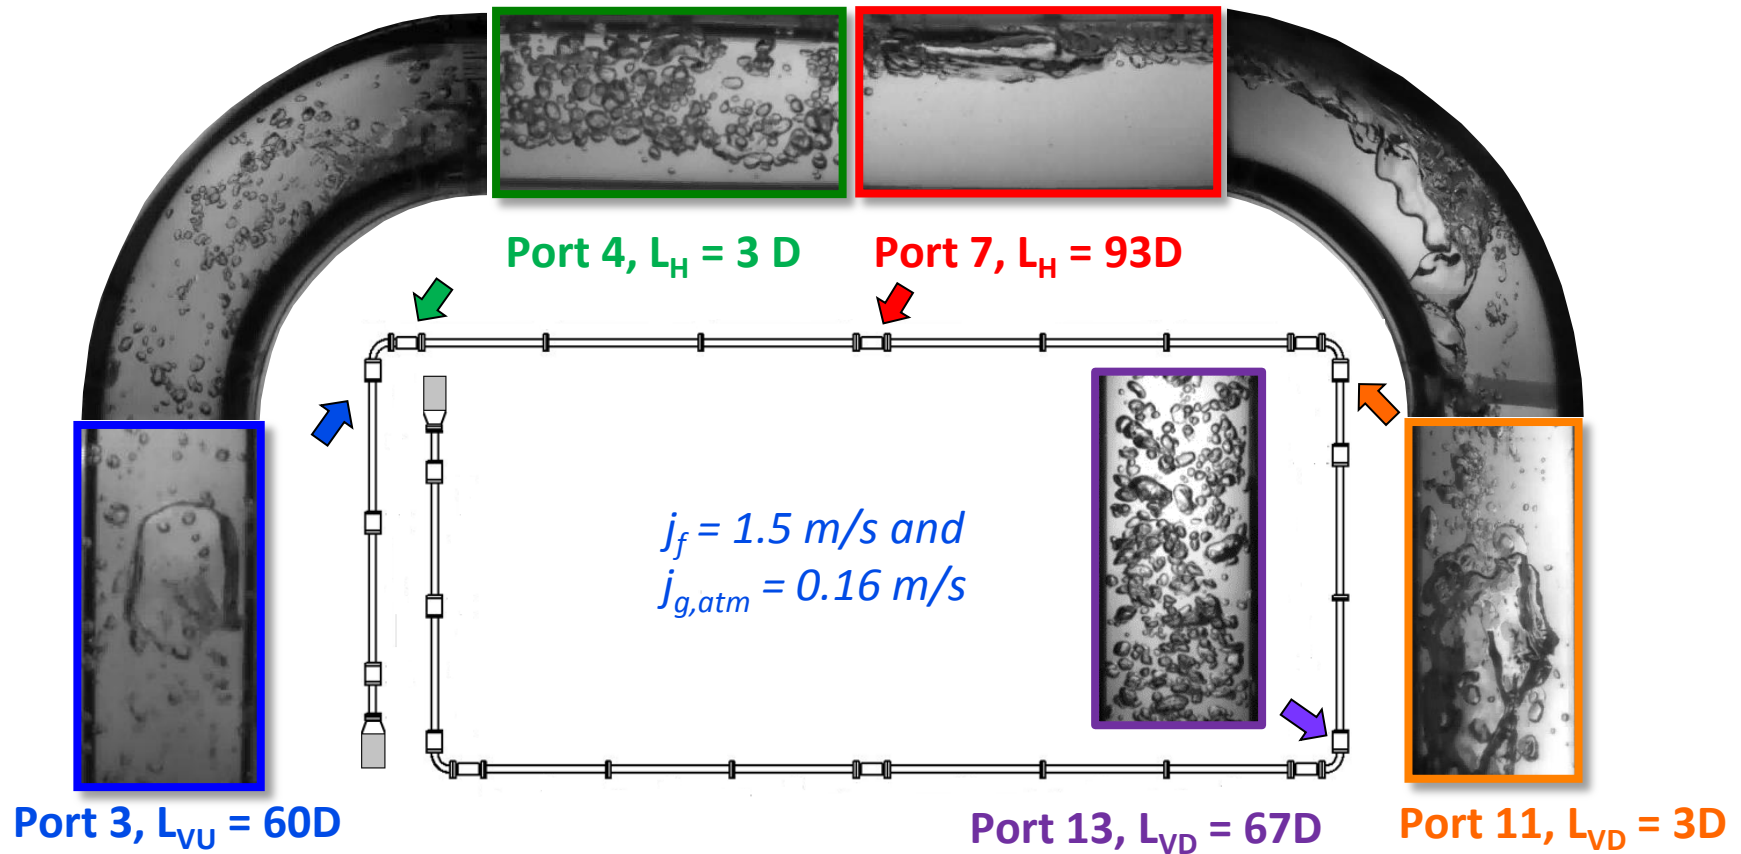 Port 4, L_H = 3 D
Port 7, L_H = 93D
j_f = 1.5 m/s and
j_g,atm = 0.16 m/s
Port 3, L_VU = 60D
Port 13, L_VD = 67D
Port 11, L_VD = 3D